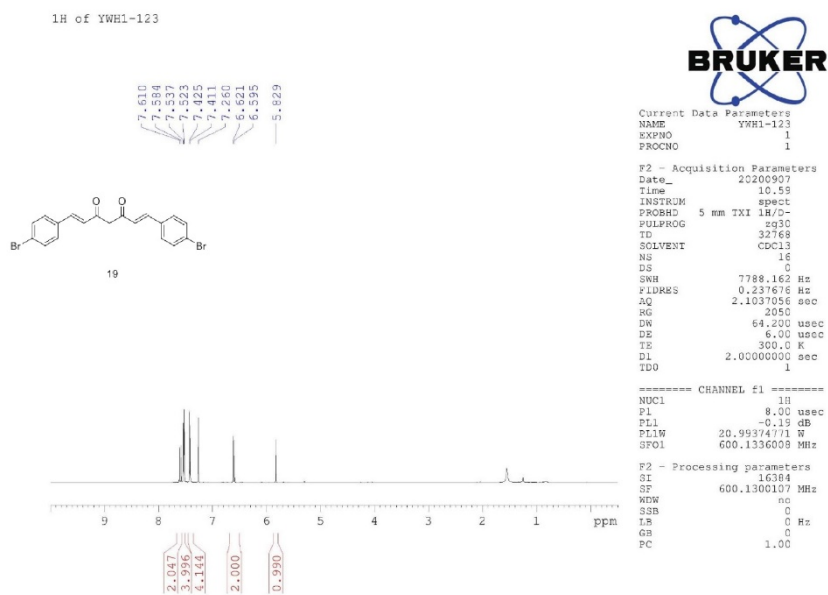 1H of YWH1-123
7.610
7.584
7.537
7.523
7.425
7.411
7.260
6.621
6.595
5.829
O
O
Br
Br
19
9 8 7 6 5 4 3 2 1 ppm
2.047
3.996
4.144
2.000
0.990
BRUKER
Current Data Parameters
NAME YWH1-123
EXPNO 1
PROCNO 1
F2 - Acquisition Parameters
Date_ 20200907
Time 10.59
INSTRUM spect
PROBHD 5 mm TXI 1H/D-
PULPROG zg30
TD 32768
SOLVENT CDCl3
NS 16
DS 0
SWH 7788.162 Hz
FIDRES 0.237676 Hz
AQ 2.1037056 sec
RG 2050
DW 64.200 usec
DE 6.00 usec
TE 300.0 K
D1 2.00000000 sec
TD0 1
======== CHANNEL f1 ========
NUC1 1H
P1 8.00 usec
PL1 -0.19 dB
PL1W 20.99374771 W
SFO1 600.1336008 MHz
F2 - Processing parameters
SI 16384
SF 600.1300107 MHz
WDW no
SSB 0
LB 0 Hz
GB 0
PC 1.00